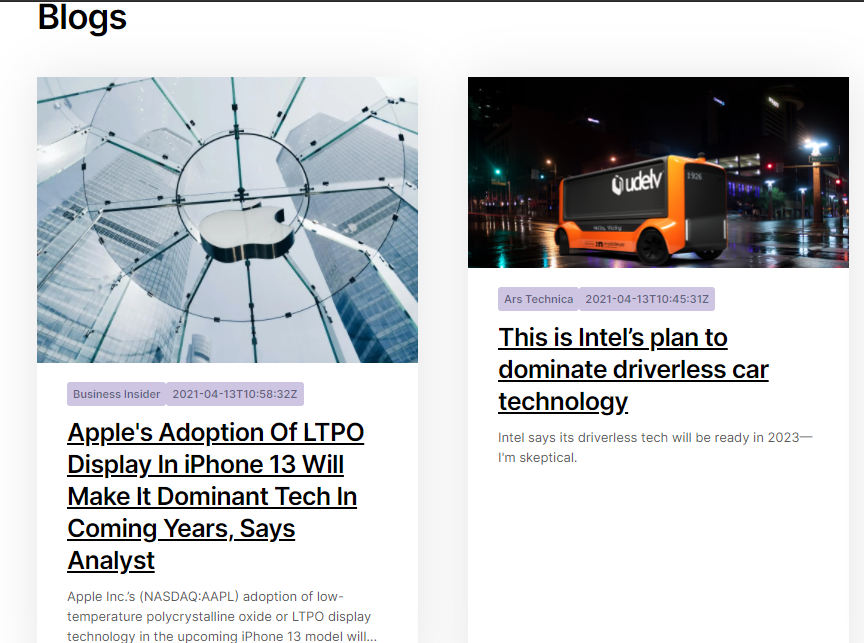 Blogs
Business Insider 2021-04-13T10:58:32Z
Apple's Adoption Of LTPO
Display In iPhone 13 Will
Make It Dominant Tech In
Coming Years, Says
Analyst
Apple Inc.’s (NASDAQ:AAPL) adoption of low-
temperature polycrystalline oxide or LTPO display
technology in the upcoming iPhone 13 model will...
udelv
1926
Hello, Vicky
Ars Technica 2021-04-13T10:45:31Z
This is Intel’s plan to
dominate driverless car
technology
Intel says its driverless tech will be ready in 2023—
I'm skeptical.